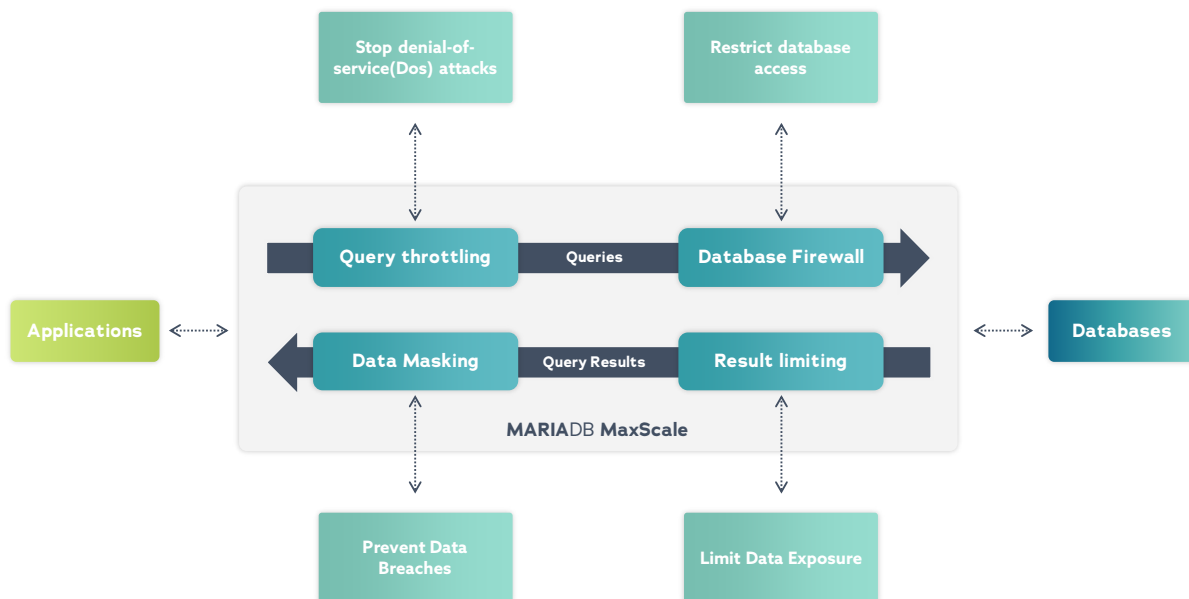 Stop denial-of-
service(Dos) attacks
Restrict database
access
Query throttling
Queries
Database Firewall
Applications
Databases
Data Masking
Query Results
Result limiting
MARIADB MaxScale
Prevent Data
Breaches
Limit Data Exposure